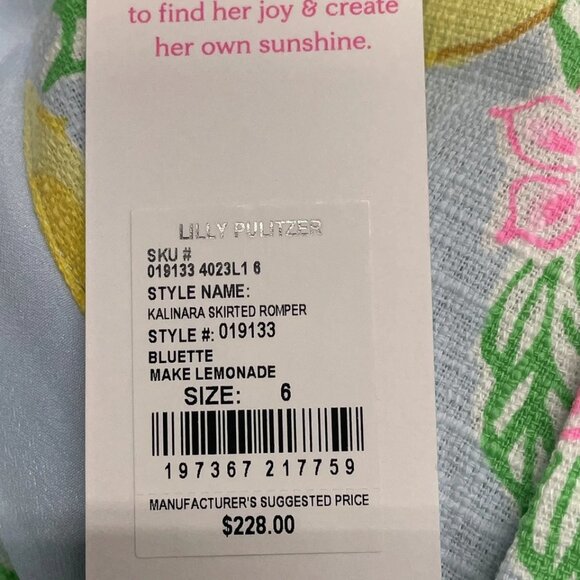 to find her joy & create
her own sunshine.
LILLY PULITZER
SKU #
019133 4023L1 6
STYLE NAME:
KALINARA SKIRTED ROMPER
STYLE #: 019133
BLUETTE
MAKE LEMONADE
SIZE: 6
197367 217759
MANUFACTURER'S SUGGESTED PRICE
$228.00